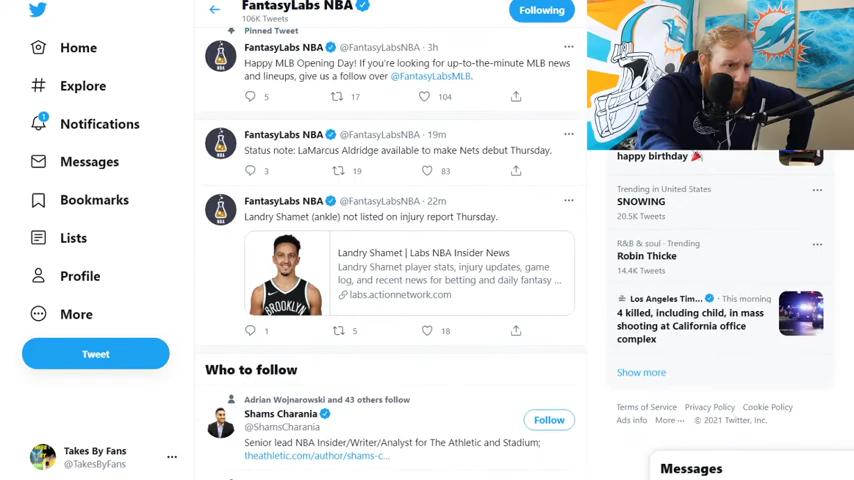 FantasyLabs NBA
106K Tweets
Following
Home
Explore
1
Notifications
Messages
Bookmarks
Lists
Profile
More
Tweet
Takes By Fans
@TakesByFans
Pinned Tweet
FantasyLabs NBA @FantasyLabsNBA · 3h
Happy MLB Opening Day! If you're looking for up-to-the-minute MLB news
and lineups, give us a follow over @FantasyLabsMLB.
5 17 104
FantasyLabs NBA @FantasyLabsNBA · 19m
Status note: LaMarcus Aldridge available to make Nets debut Thursday.
3 19 83
FantasyLabs NBA @FantasyLabsNBA · 22m
Landry Shamet (ankle) not listed on injury report Thursday.
BROOKLYN
Landry Shamet | Labs NBA Insider News
Landry Shamet player stats, injury updates, game
log, and recent news for betting and daily fantasy ...
labs.actionnetwork.com
1 5 18
Who to follow
Adrian Wojnarowski and 43 others follow
Shams Charania
@ShamsCharania
Follow
Senior lead NBA Insider/Writer/Analyst for The Athletic and Stadium;
theathletic.com/author/shams-c...
happy birthday
Trending in United States
SNOWING
20.5K Tweets
R&B & soul · Trending
Robin Thicke
14.4K Tweets
Los Angeles Tim... · This morning
4 killed, including child, in mass
shooting at California office
complex
Show more
Terms of Service Privacy Policy Cookie Policy
Ads info More ··· © 2021 Twitter, Inc.
Messages